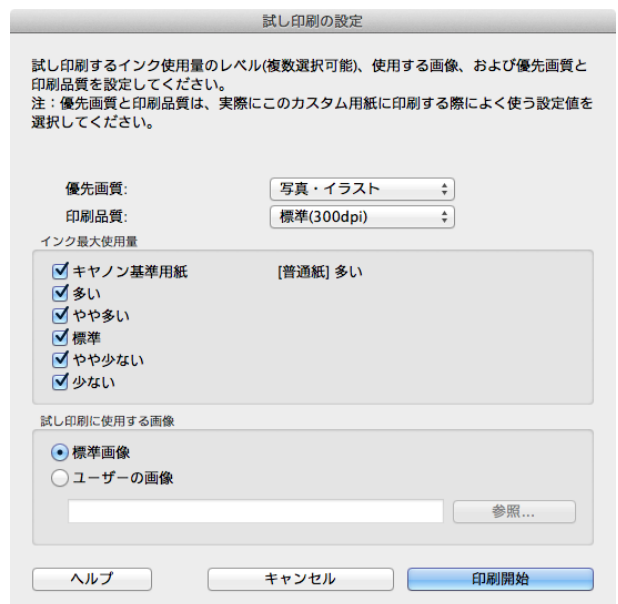 試し印刷の設定
試し印刷するインク使用量のレベル(複数選択可能)、使用する画像、および優先画質と
印刷品質を設定してください。
注：優先画質と印刷品質は、実際にこのカスタム用紙に印刷する際によく使う設定値を
選択してください。
優先画質: 写真・イラスト
印刷品質: 標準(300dpi)
インク最大使用量
キヤノン基準用紙 [普通紙] 多い
多い
やや多い
標準
やや少ない
少ない
試し印刷に使用する画像
標準画像
ユーザーの画像
参照...
ヘルプ キャンセル 印刷開始